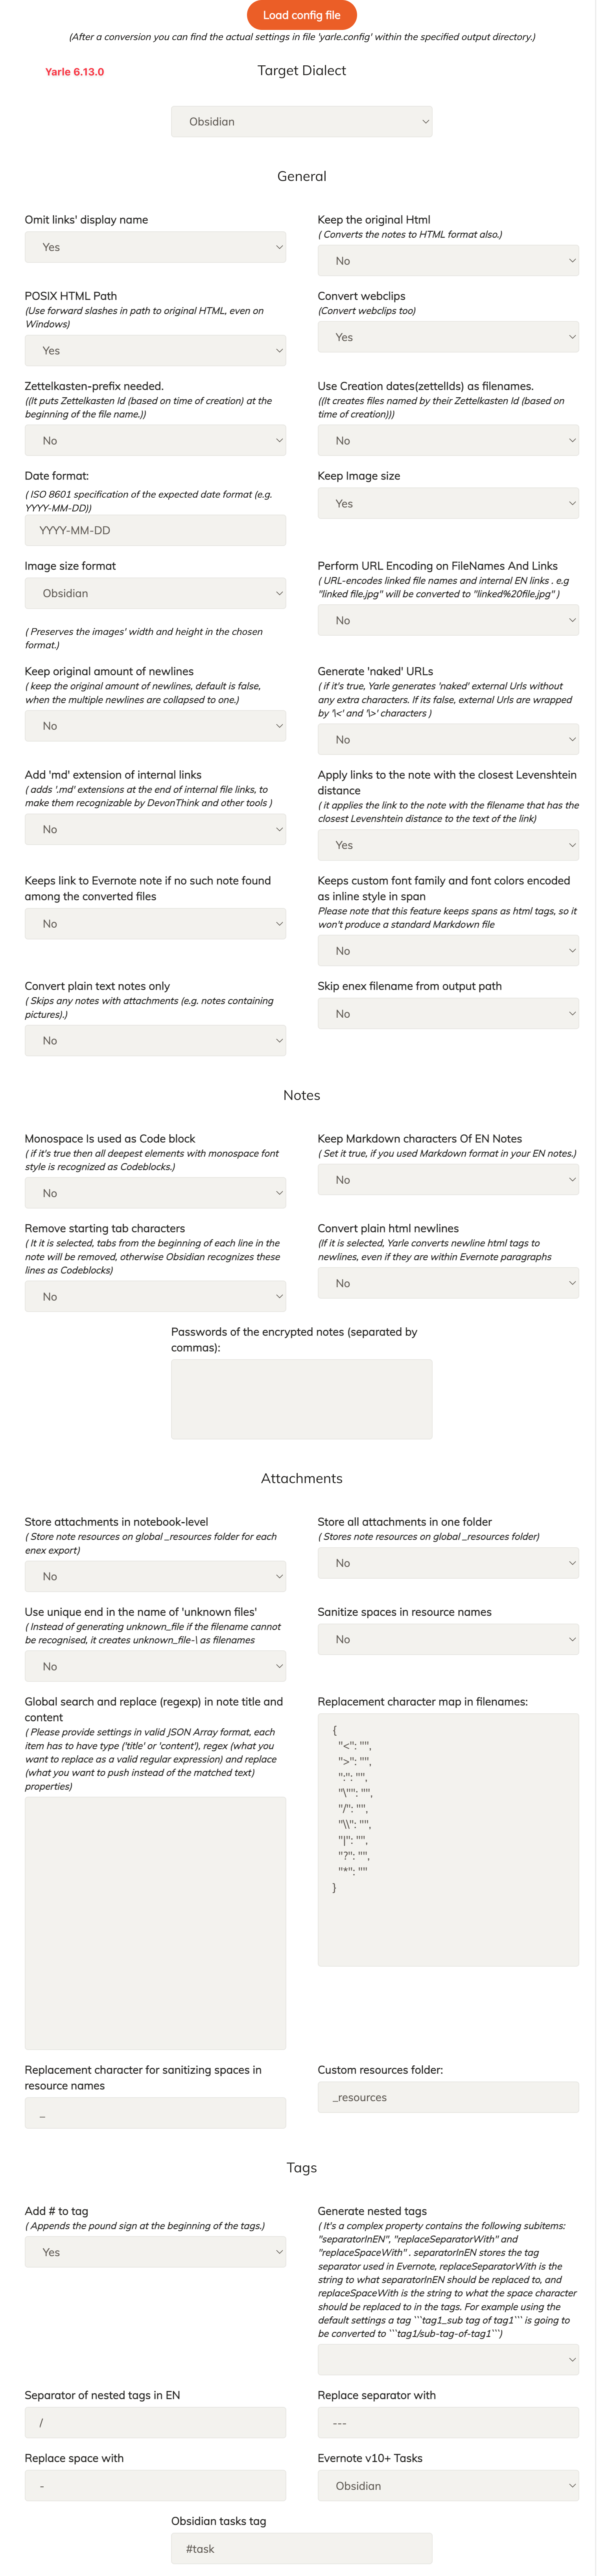 Load config file
(After a conversion you can find the actual settings in file 'yarle.config' within the specified output directory.)
Yarle 6.13.0
Target Dialect
Obsidian
General
Omit links' display name
Yes
Keep the original Html
( Converts the notes to HTML format also.)
No
POSIX HTML Path
(Use forward slashes in path to original HTML, even on
Windows)
Yes
Convert webclips
(Convert webclips too)
Yes
Zettelkasten-prefix needed.
((It puts Zettelkasten Id (based on time of creation) at the
beginning of the file name.))
No
Use Creation dates(zettelIds) as filenames.
((It creates files named by their Zettelkasten Id (based on
time of creation)))
No
Date format:
( ISO 8601 specification of the expected date format (e.g.
YYYY-MM-DD))
YYYY-MM-DD
Keep Image size
Yes
Image size format
Obsidian
( Preserves the images' width and height in the chosen
format.)
Perform URL Encoding on FileNames And Links
( URL-encodes linked file names and internal EN links . e.g
"linked file.jpg" will be converted to "linked%20file.jpg" )
No
Keep original amount of newlines
( keep the original amount of newlines, default is false,
when the multiple newlines are collapsed to one.)
No
Generate 'naked' URLs
( if it's true, Yarle generates 'naked' external Urls without
any extra characters. If its false, external Urls are wrapped
by '\<' and '\>' characters )
No
Add 'md' extension of internal links
( adds '.md' extensions at the end of internal file links, to
make them recognizable by DevonThink and other tools )
No
Apply links to the note with the closest Levenshtein
distance
( it applies the link to the note with the filename that has the
closest Levenshtein distance to the text of the link)
Yes
Keeps link to Evernote note if no such note found
among the converted files
No
Keeps custom font family and font colors encoded
as inline style in span
Please note that this feature keeps spans as html tags, so it
won't produce a standard Markdown file
No
Convert plain text notes only
( Skips any notes with attachments (e.g. notes containing
pictures).)
No
Skip enex filename from output path
No
Notes
Monospace Is used as Code block
( if it's true then all deepest elements with monospace font
style is recognized as Codeblocks.)
No
Keep Markdown characters Of EN Notes
( Set it true, if you used Markdown format in your EN notes.)
No
Remove starting tab characters
( It it is selected, tabs from the beginning of each line in the
note will be removed, otherwise Obsidian recognizes these
lines as Codeblocks)
No
Convert plain html newlines
(If it is selected, Yarle converts newline html tags to
newlines, even if they are within Evernote paragraphs
No
Passwords of the encrypted notes (separated by
commas):
Attachments
Store attachments in notebook-level
( Store note resources on global _resources folder for each
enex export)
No
Store all attachments in one folder
( Stores note resources on global _resources folder)
No
Use unique end in the name of 'unknown files'
( Instead of generating unknown_file if the filename cannot
be recognised, it creates unknown_file-\ as filenames
No
Sanitize spaces in resource names
No
Global search and replace (regexp) in note title and
content
( Please provide settings in valid JSON Array format, each
item has to have type ('title' or 'content'), regex (what you
want to replace as a valid regular expression) and replace
(what you want to push instead of the matched text)
properties)
Replacement character map in filenames:
{
"<": "",
">": "",
":": "",
"\"": "",
"/": "",
"\\": "",
"|": "",
"?": "",
"*": ""
}
Replacement character for sanitizing spaces in
resource names
_
Custom resources folder:
_resources
Tags
Add # to tag
( Appends the pound sign at the beginning of the tags.)
Yes
Generate nested tags
( It's a complex property contains the following subitems:
"separatorInEN", "replaceSeparatorWith" and
"replaceSpaceWith" . separatorInEN stores the tag
separator used in Evernote, replaceSeparatorWith is the
string to what separatorInEN should be replaced to, and
replaceSpaceWith is the string to what the space character
should be replaced to in the tags. For example using the
default settings a tag ```tag1_sub tag of tag1``` is going to
be converted to ```tag1/sub-tag-of-tag1```)
Separator of nested tags in EN
/
Replace separator with
---
Replace space with
-
Evernote v10+ Tasks
Obsidian
Obsidian tasks tag
#task